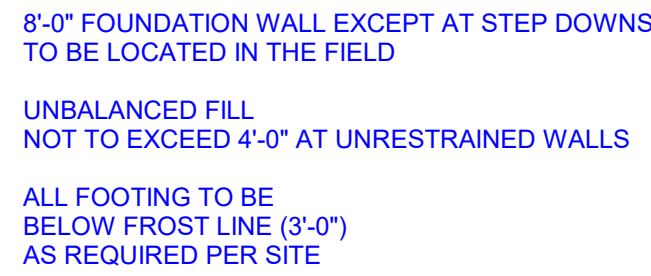 8'-0" FOUNDATION WALL EXCEPT AT STEP DOWNS
TO BE LOCATED IN THE FIELD
UNBALANCED FILL
NOT TO EXCEED 4'-0" AT UNRESTRAINED WALLS
ALL FOOTING TO BE
BELOW FROST LINE (3'-0")
AS REQUIRED PER SITE